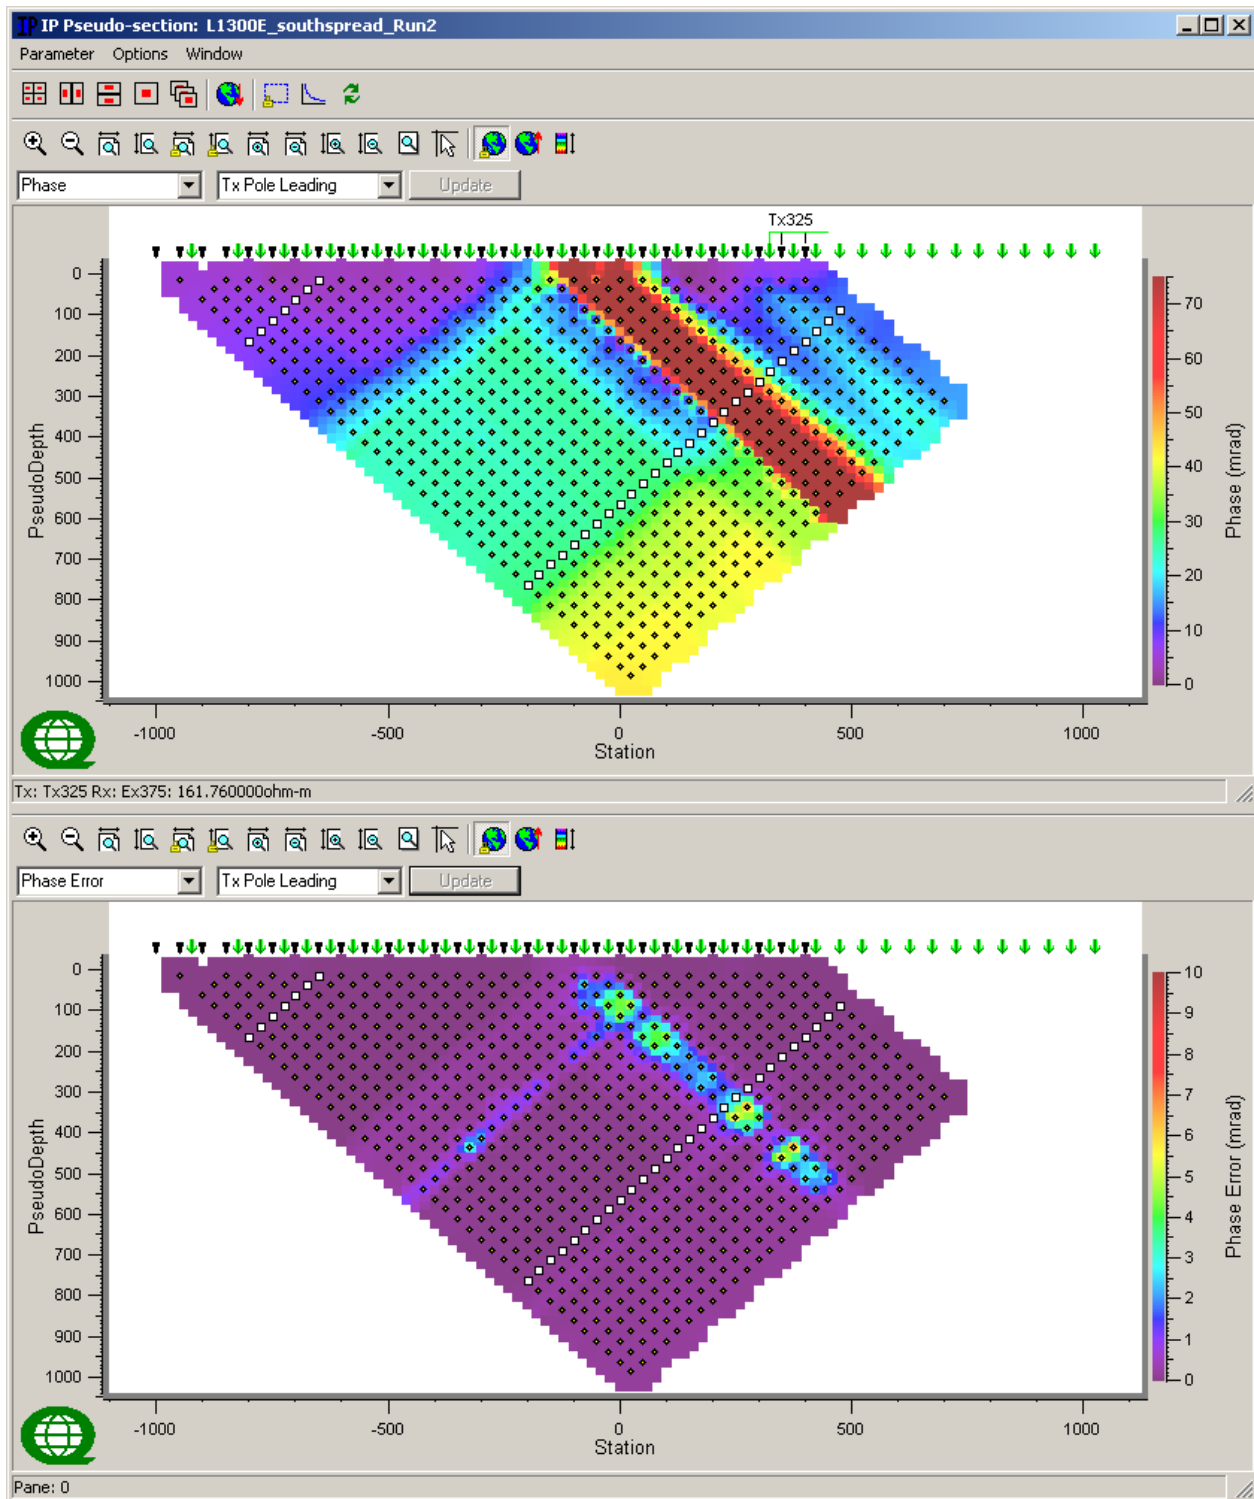 IP IP Pseudo-section: L1300E_southspread_Run2
Parameter Options Window
Phase Tx Pole Leading Update
Tx325
0
100
200
300
400
500
600
700
800
900
1000
PseudoDepth
-1000 -500 0 500 1000
Station
70
60
50
40
30
20
10
0
Phase (mrad)
Tx: Tx325 Rx: Ex375: 161.760000ohm-m
Phase Error Tx Pole Leading Update
0
100
200
300
400
500
600
700
800
900
1000
PseudoDepth
-1000 -500 0 500 1000
Station
10
9
8
7
6
5
4
3
2
1
0
Phase Error (mrad)
Pane: 0